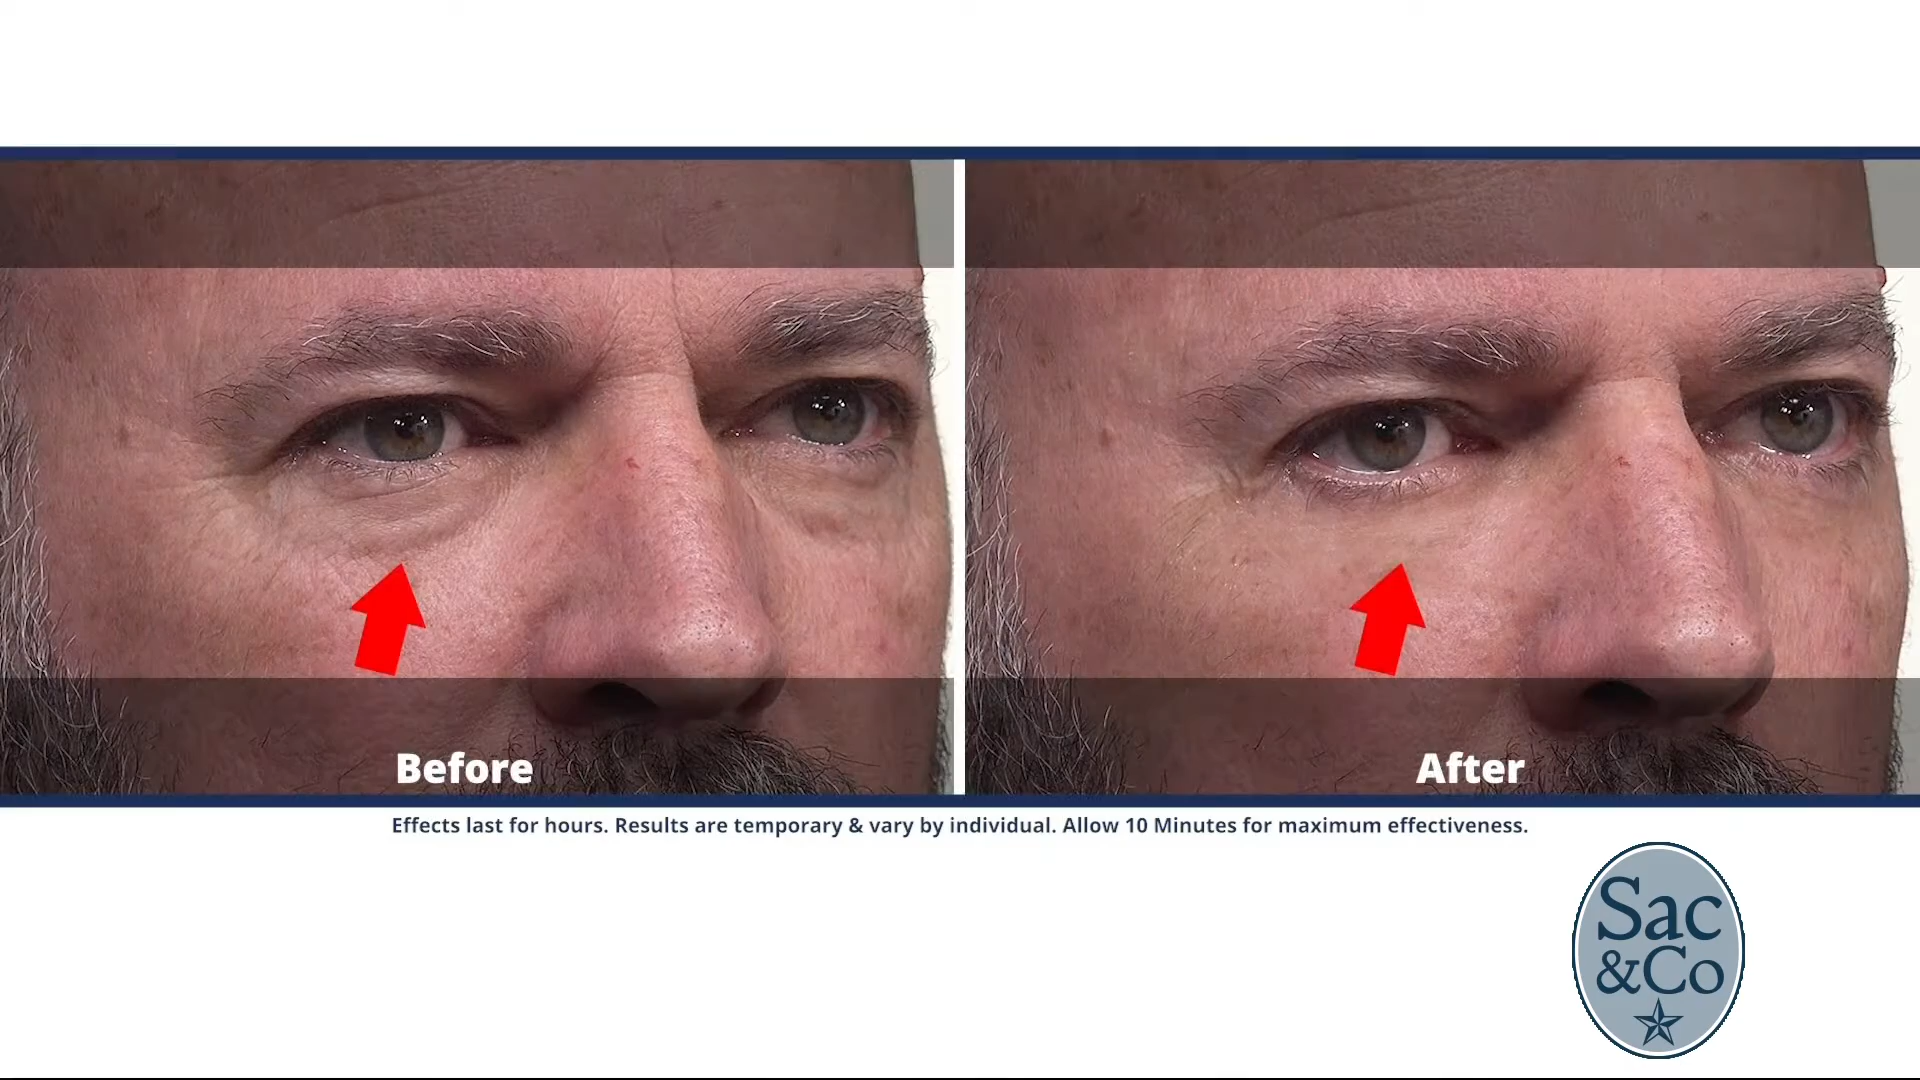 Before
After
Effects last for hours. Results are temporary & vary by individual. Allow 10 Minutes for maximum effectiveness.
Sac
&Co